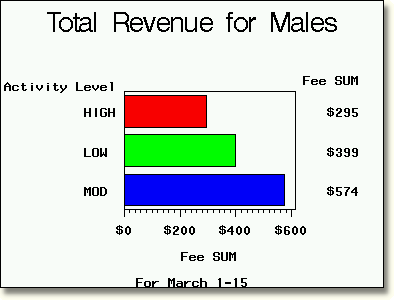 Total Revenue for Males
Activity Level Fee SUM
HIGH $295
LOW $399
MOD $574
$0 $200 $400 $600
Fee SUM
For March 1-15